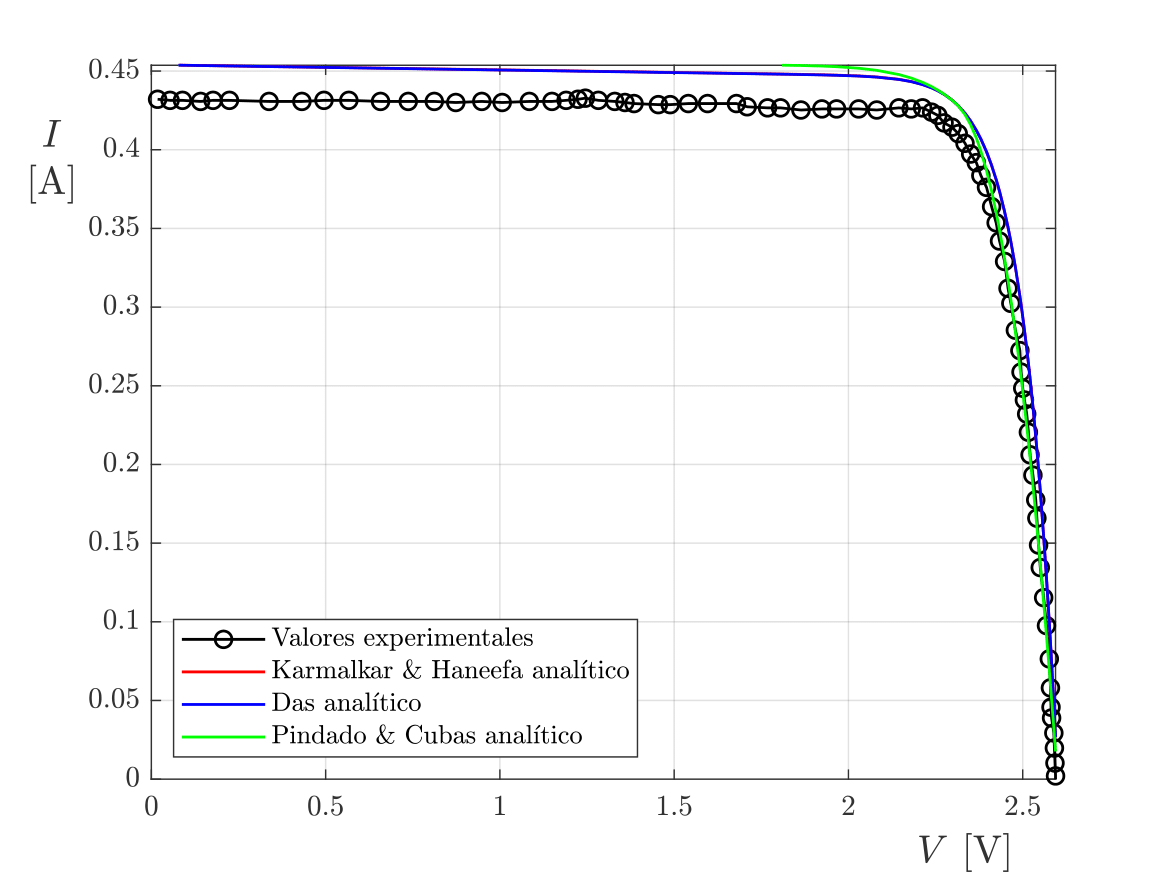 0.45
0.4
0.35
0.3
0.25
0.2
0.15
0.1
0.05
0
I
[A]
Valores experimentales
Karmalkar & Haneefa analítico
Das analítico
Pindado & Cubas analítico
0 0.5 1 1.5 2 2.5
V [V]